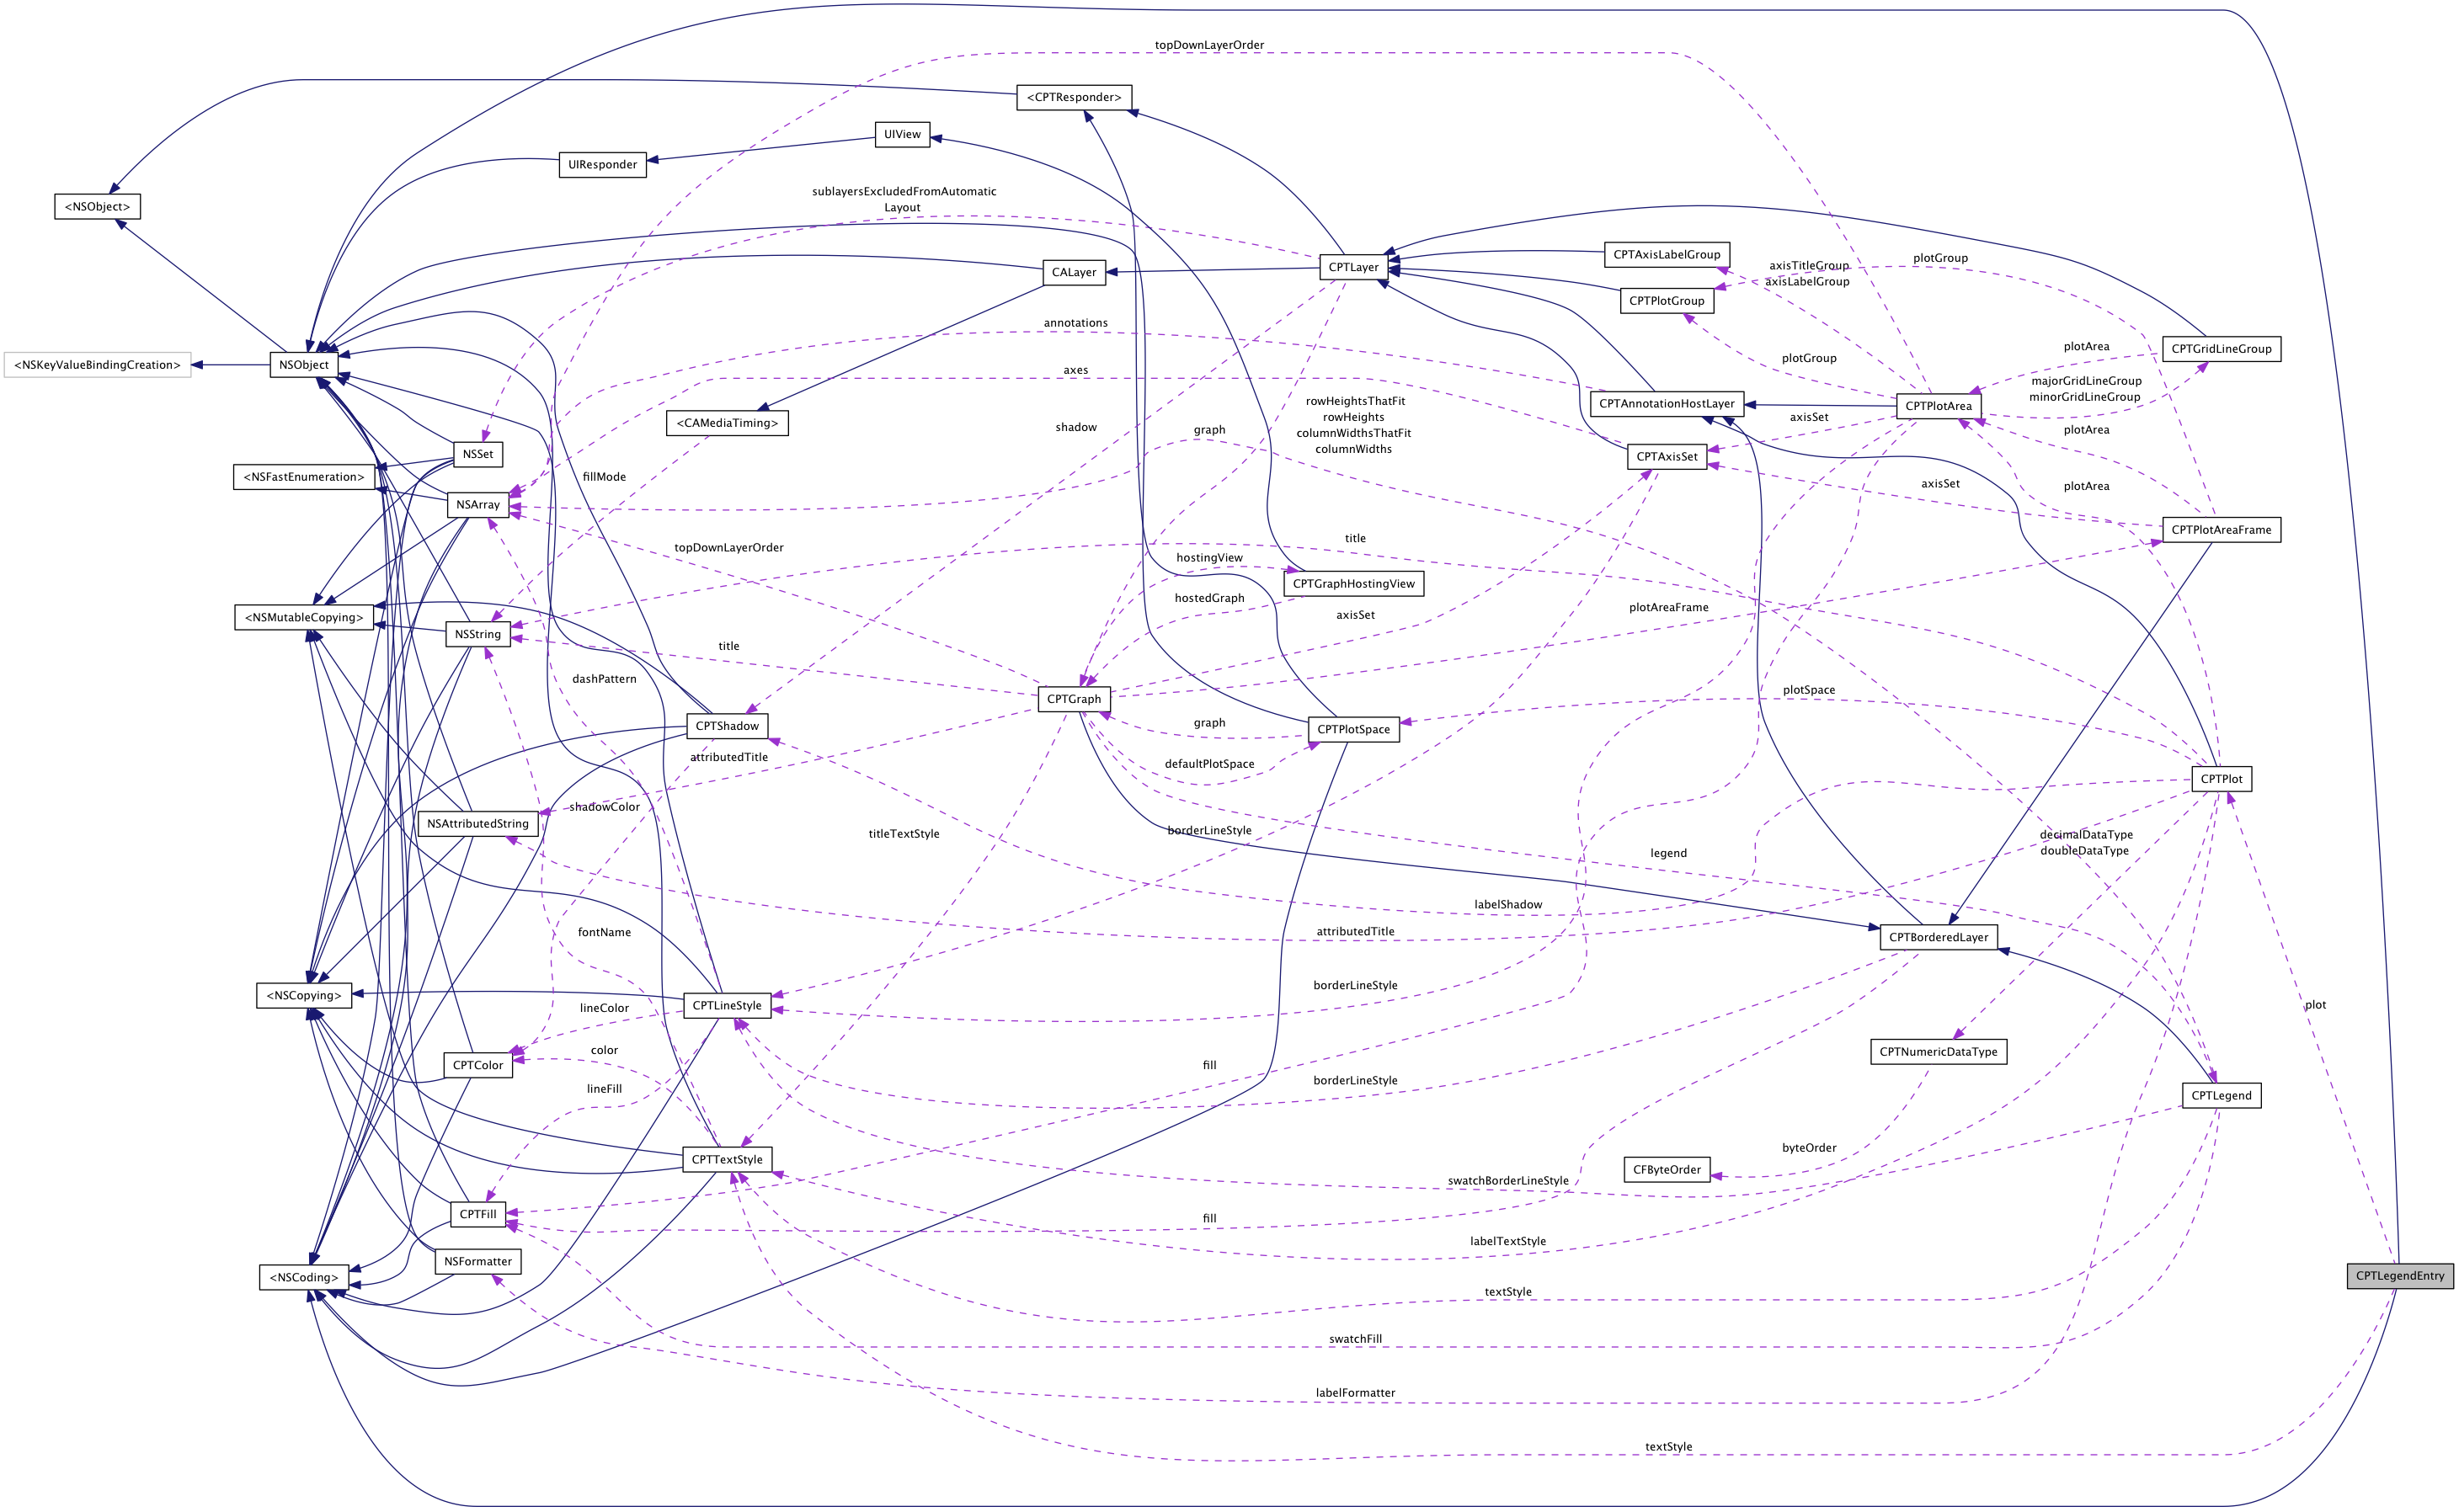 topDownLayerOrder
<CPTResponder>
UIView
UIResponder
<NSObject>
sublayersExcludedFromAutomatic
Layout
CPTAxisLabelGroup
CPTLayer
CALayer
axisTitleGroup
axisLabelGroup
plotGroup
CPTPlotGroup
annotations
<NSKeyValueBindingCreation>
NSObject
axes
plotGroup
plotArea
CPTGridLineGroup
majorGridLineGroup
minorGridLineGroup
<CAMediaTiming>
CPTAnnotationHostLayer
CPTPlotArea
rowHeightsThatFit
rowHeights
columnWidthsThatFit
columnWidths
shadow
graph
axisSet
plotArea
NSSet
CPTAxisSet
<NSFastEnumeration>
fillMode
NSArray
axisSet
plotArea
CPTPlotAreaFrame
topDownLayerOrder
title
hostingView
CPTGraphHostingView
hostedGraph
<NSMutableCopying>
NSString
title
axisSet
plotAreaFrame
dashPattern
CPTGraph
plotSpace
CPTShadow
graph
CPTPlotSpace
attributedTitle
defaultPlotSpace
CPTPlot
shadowColor
NSAttributedString
titleTextStyle
borderLineStyle
decimalDataType
doubleDataType
legend
labelShadow
fontName
attributedTitle
CPTBorderedLayer
<NSCopying>
CPTLineStyle
borderLineStyle
plot
lineColor
color
CPTColor
CPTNumericDataType
fill
lineFill
borderLineStyle
CPTLegend
byteOrder
CPTTextStyle
CFByteOrder
swatchBorderLineStyle
CPTFill
fill
labelTextStyle
NSFormatter
<NSCoding>
CPTLegendEntry
textStyle
swatchFill
labelFormatter
textStyle